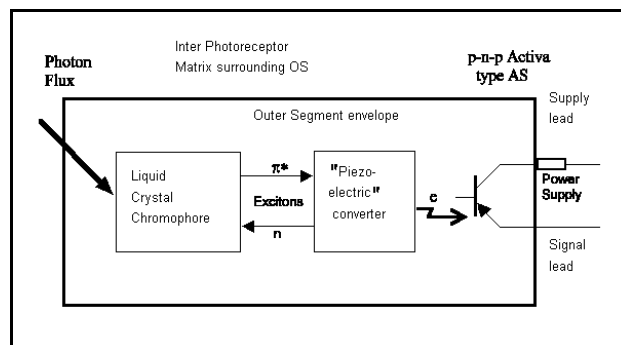 Photon
Flux
Inter Photoreceptor
Matrix surrounding OS
p-n-p Activa
type AS
Supply
lead
Outer Segment envelope
Liquid
Crystal
Chromophore
π*
Excitons
n
"Piezo-
electric"
converter
e
Power
Supply
Signal
lead